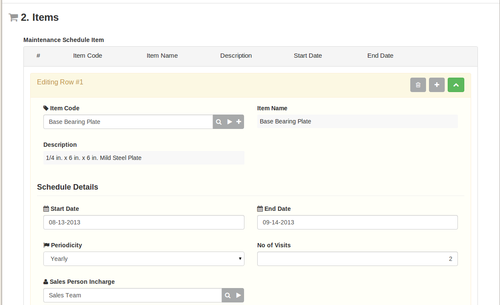 2. Items
Maintenance Schedule Item
# Item Code Item Name Description Start Date End Date
Editing Row #1
Item Code Item Name
Base Bearing Plate Base Bearing Plate
Description
1/4 in. x 6 in. x 6 in. Mild Steel Plate
Schedule Details
Start Date End Date
08-13-2013 09-14-2013
Periodicity No of Visits
Yearly 2
Sales Person Incharge
Sales Team